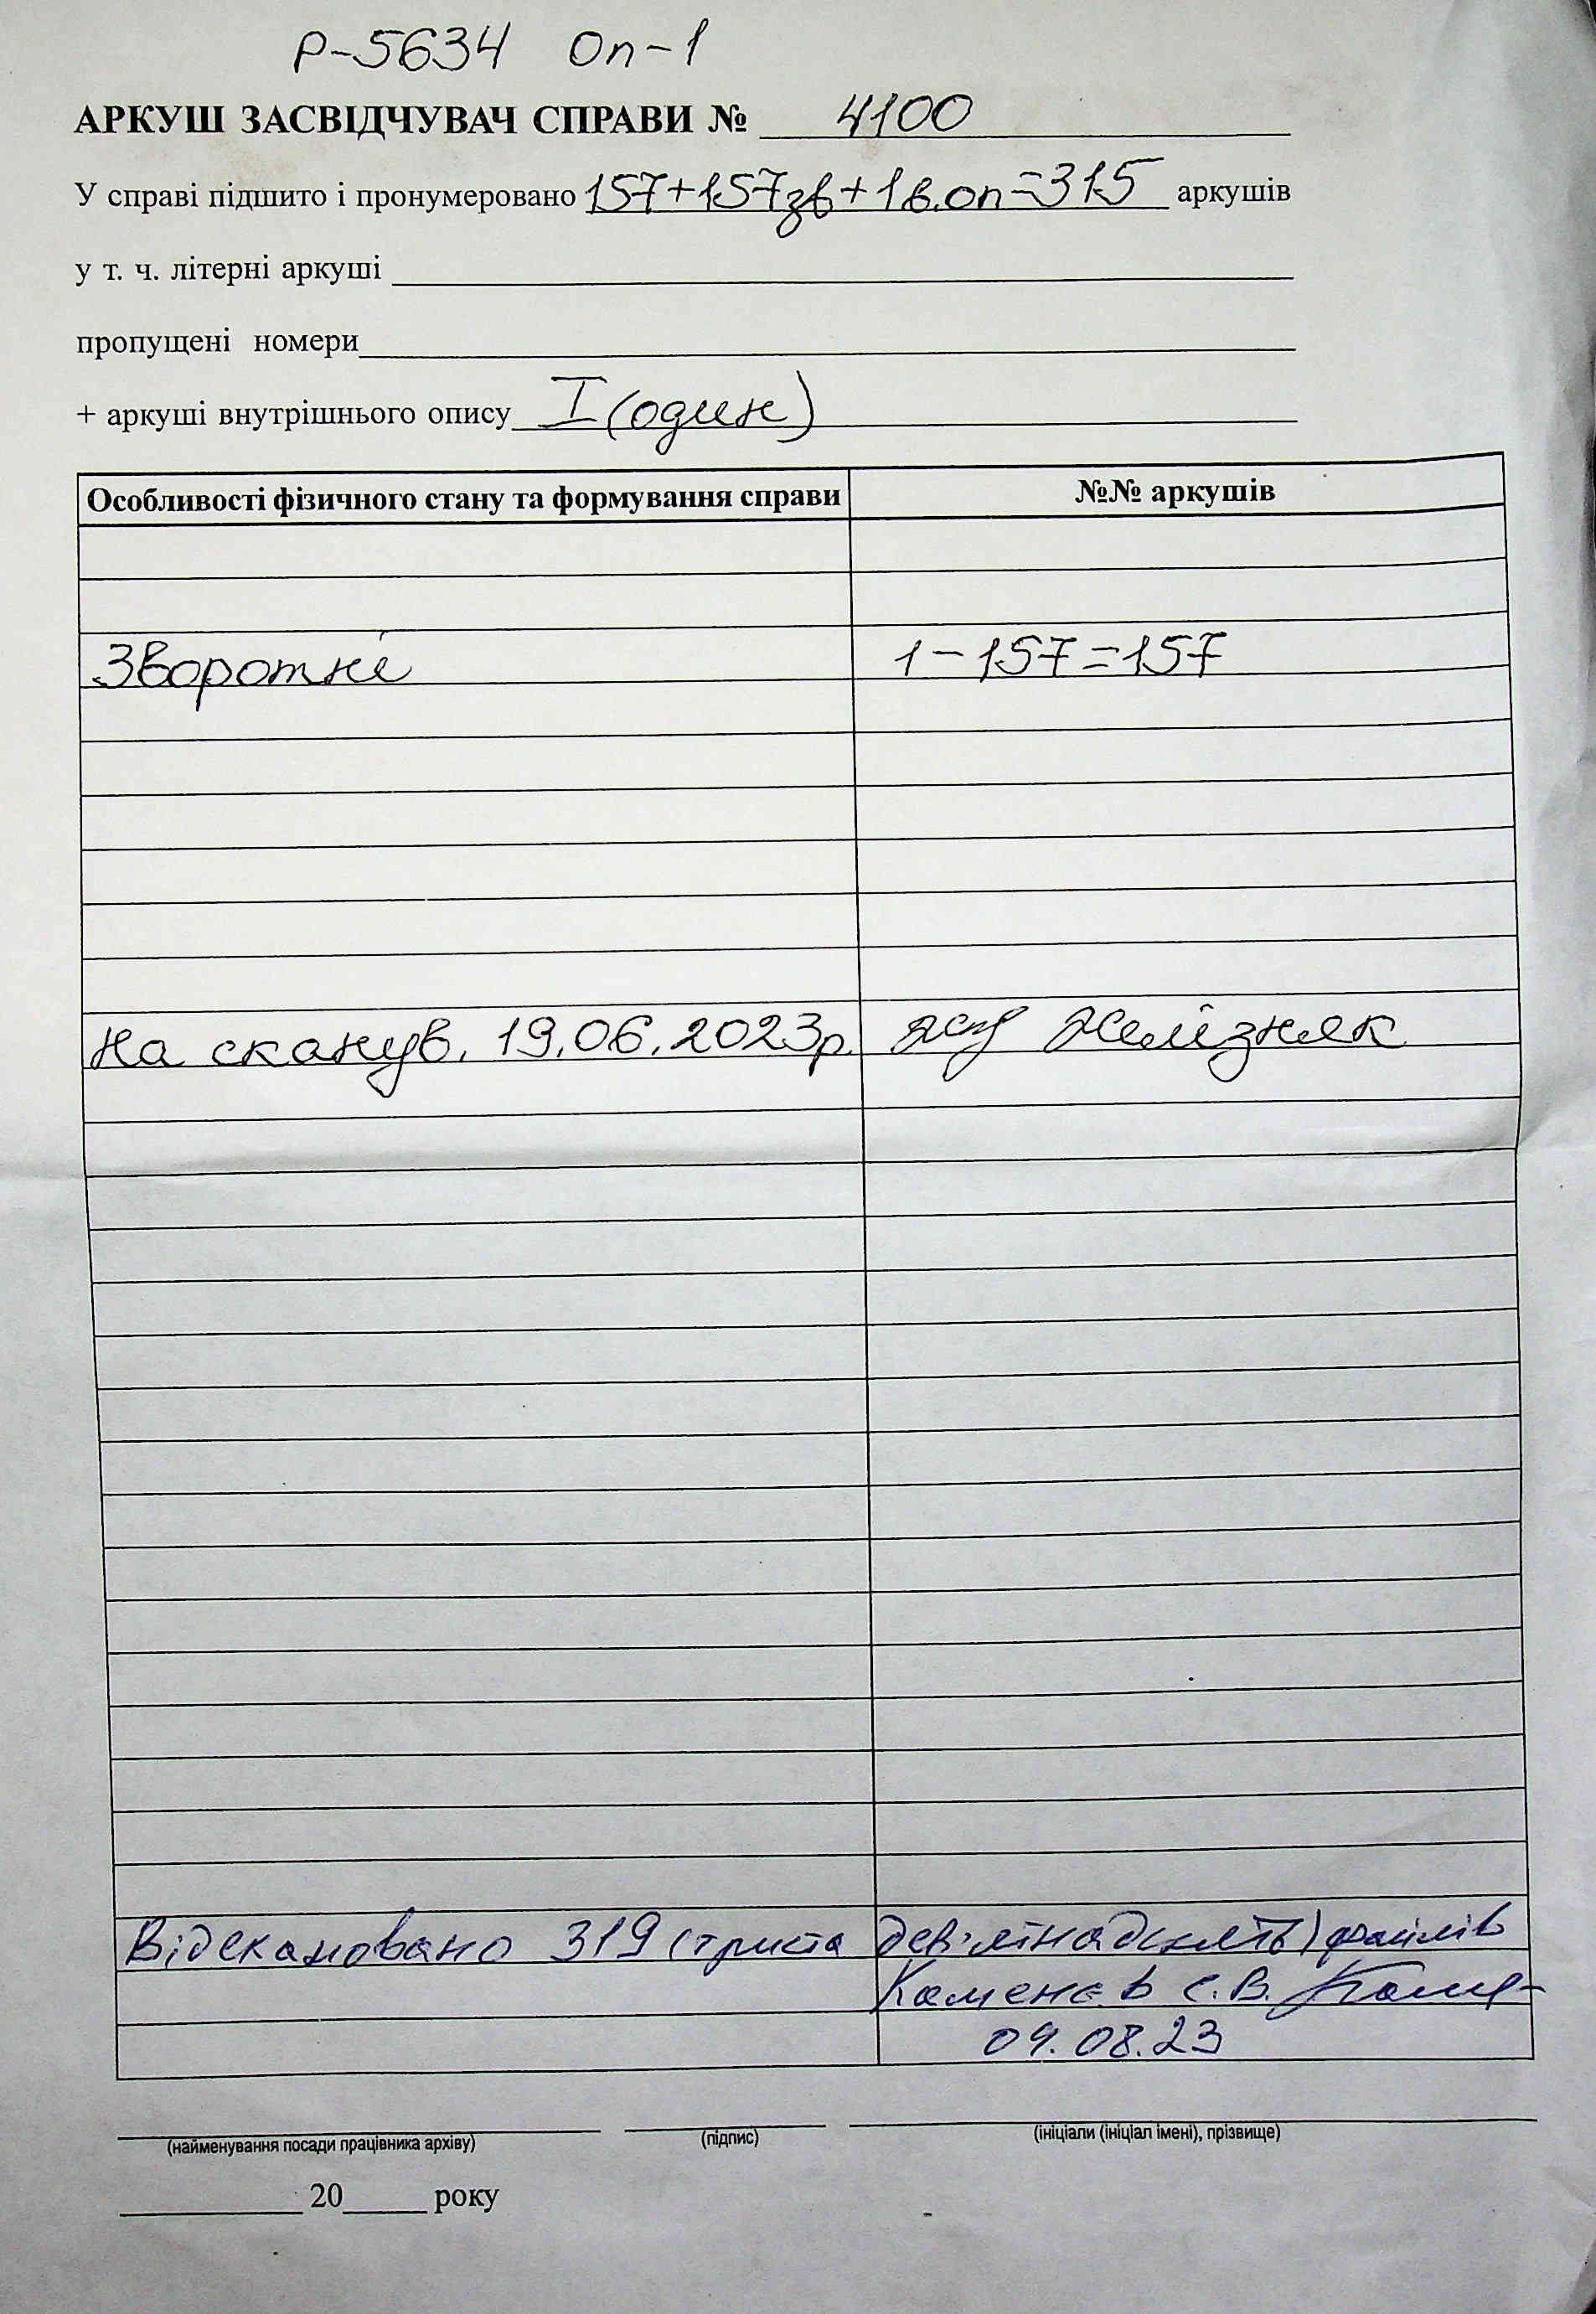 Р-5634 Оп-1
АРКУШ ЗАСВІДЧУВАЧ СПРАВИ № 4100
У справі підшито і пронумеровано 157+157зв+1в.оп=315 аркушів
у т. ч. літерні аркуші
пропущені номери
+ аркуші внутрішнього опису I (один)
Особливості фізичного стану та формування справи №№ аркушів
Зворотні 1-157=157
На сканув. 19.06.2023р. Желізняк
Відскановано 319 (триста дев'ятнадцять) файлів
Каменєв Є.В.
09.08.23
(найменування посади працівника архіву) (підпис) (ініціали (ініціал імені), прізвище)
20 року